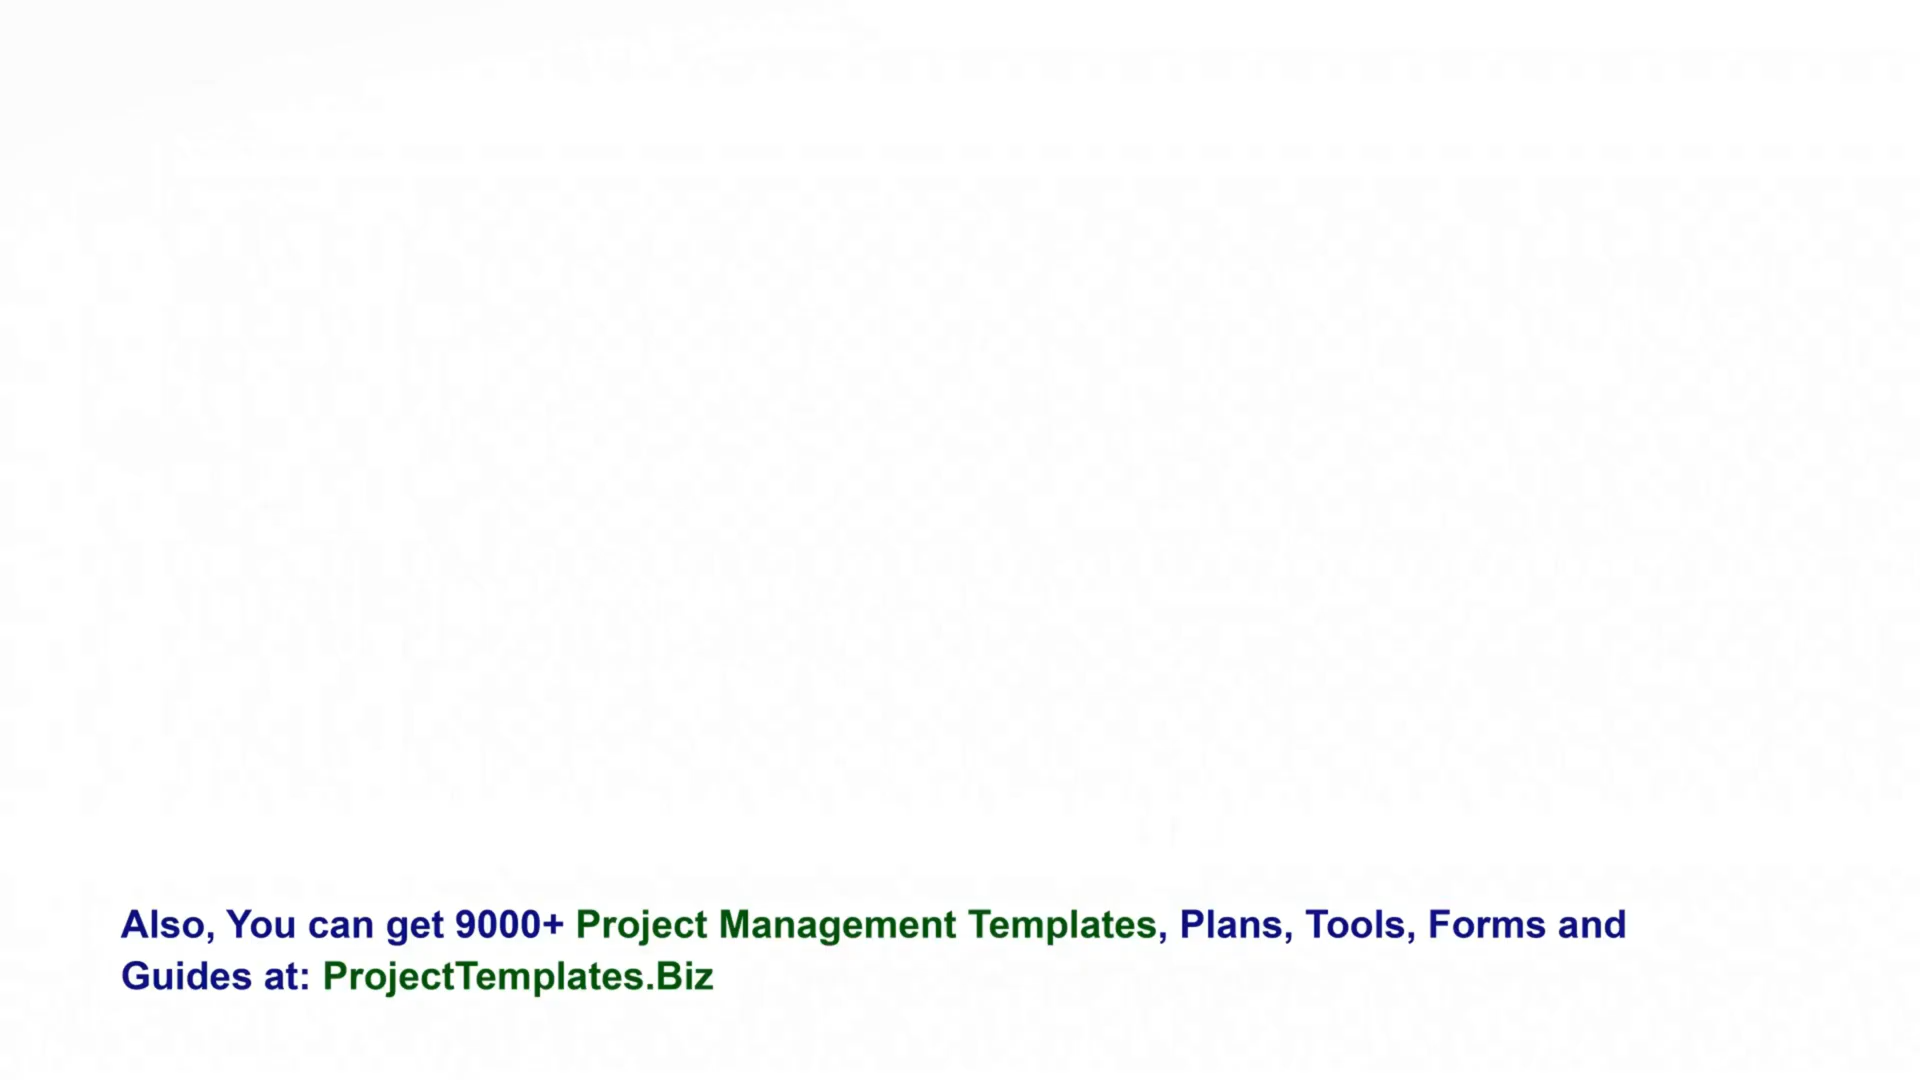 Also, You can get 9000+ Project Management Templates, Plans, Tools, Forms and
Guides at: ProjectTemplates.Biz